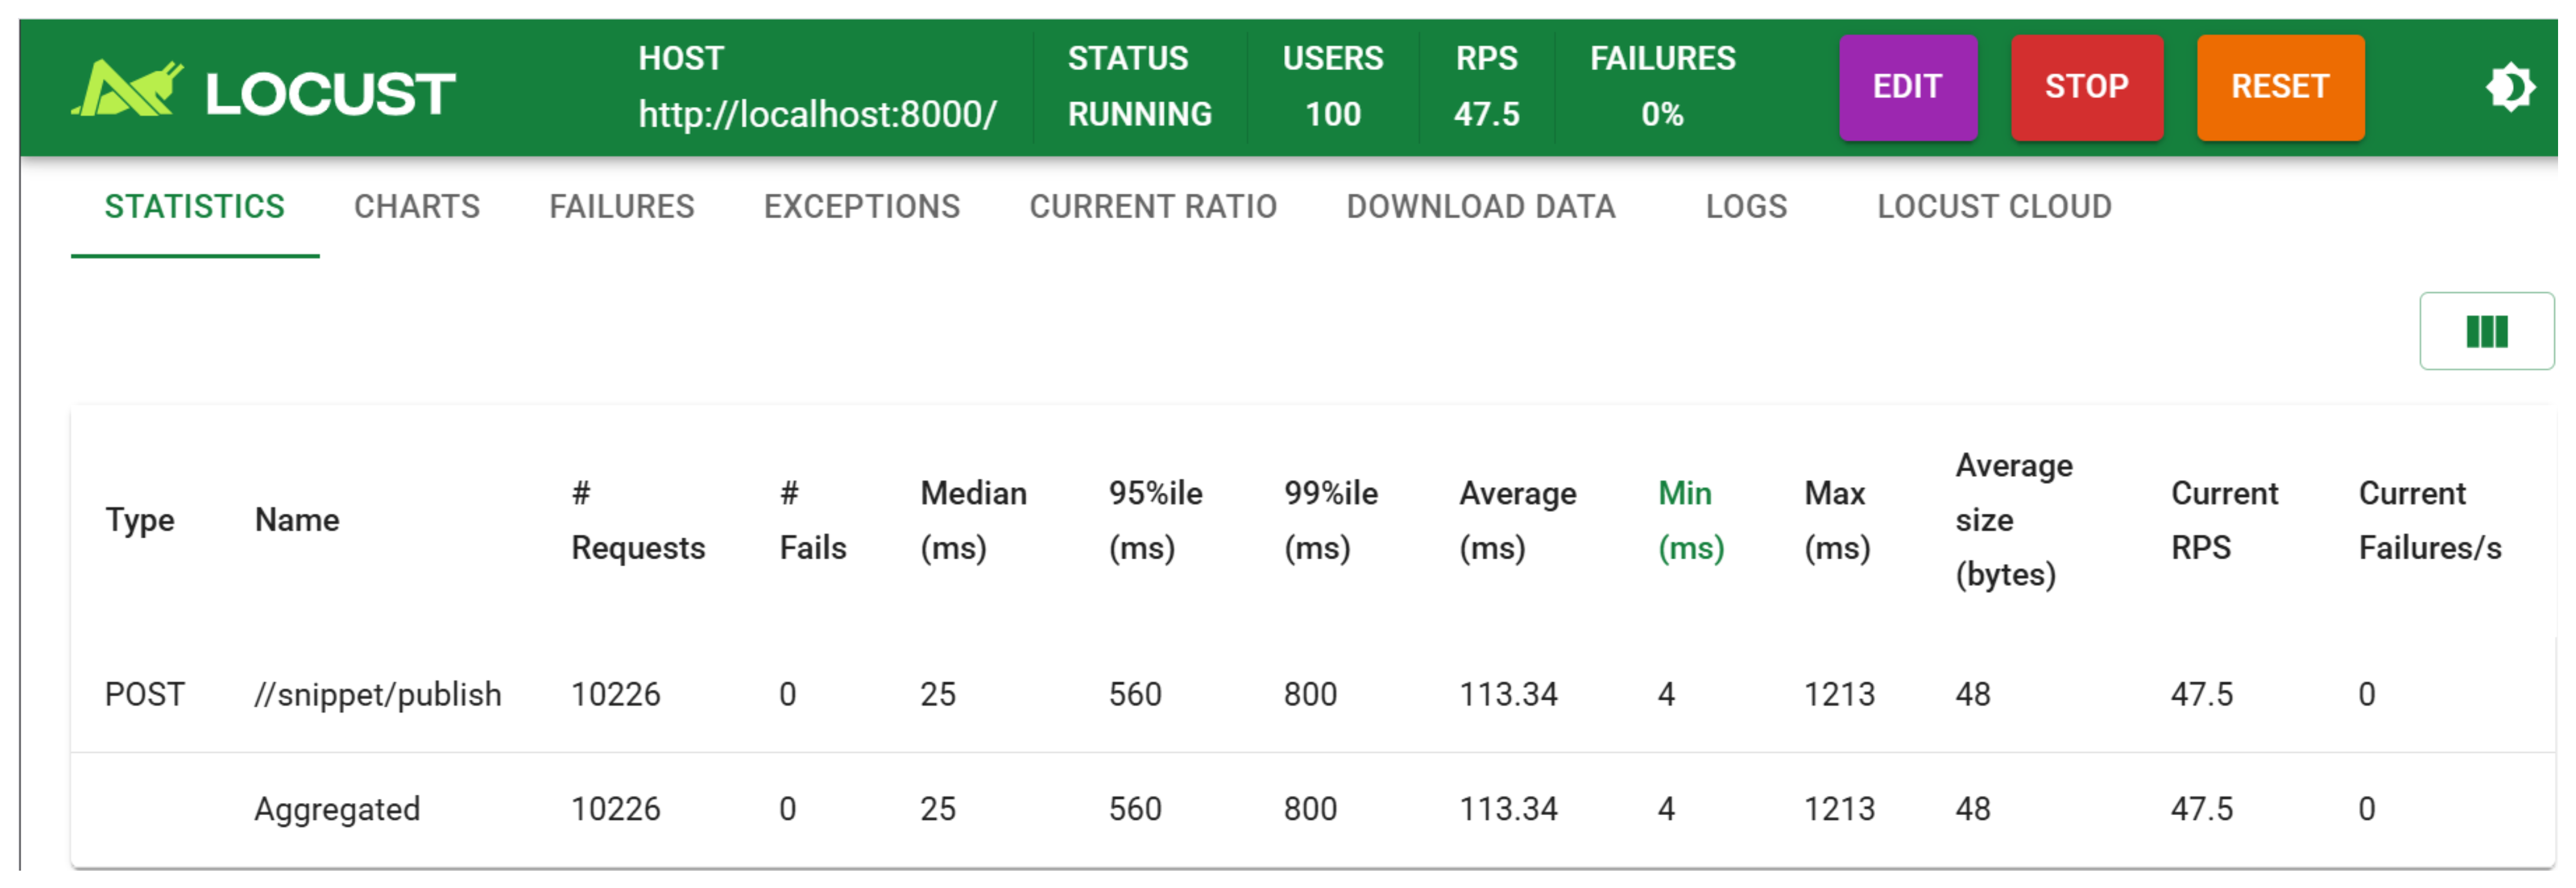 LOCUST
HOST
http://localhost:8000/
STATUS
RUNNING
USERS
100
RPS
47.5
FAILURES
0%
EDIT
STOP
RESET
STATISTICS CHARTS FAILURES EXCEPTIONS CURRENT RATIO DOWNLOAD DATA LOGS LOCUST CLOUD
Type Name # Requests # Fails Median (ms) 95%ile (ms) 99%ile (ms) Average (ms) Min (ms) Max (ms) Average size (bytes) Current RPS Current Failures/s
POST //snippet/publish 10226 0 25 560 800 113.34 4 1213 48 47.5 0
Aggregated 10226 0 25 560 800 113.34 4 1213 48 47.5 0